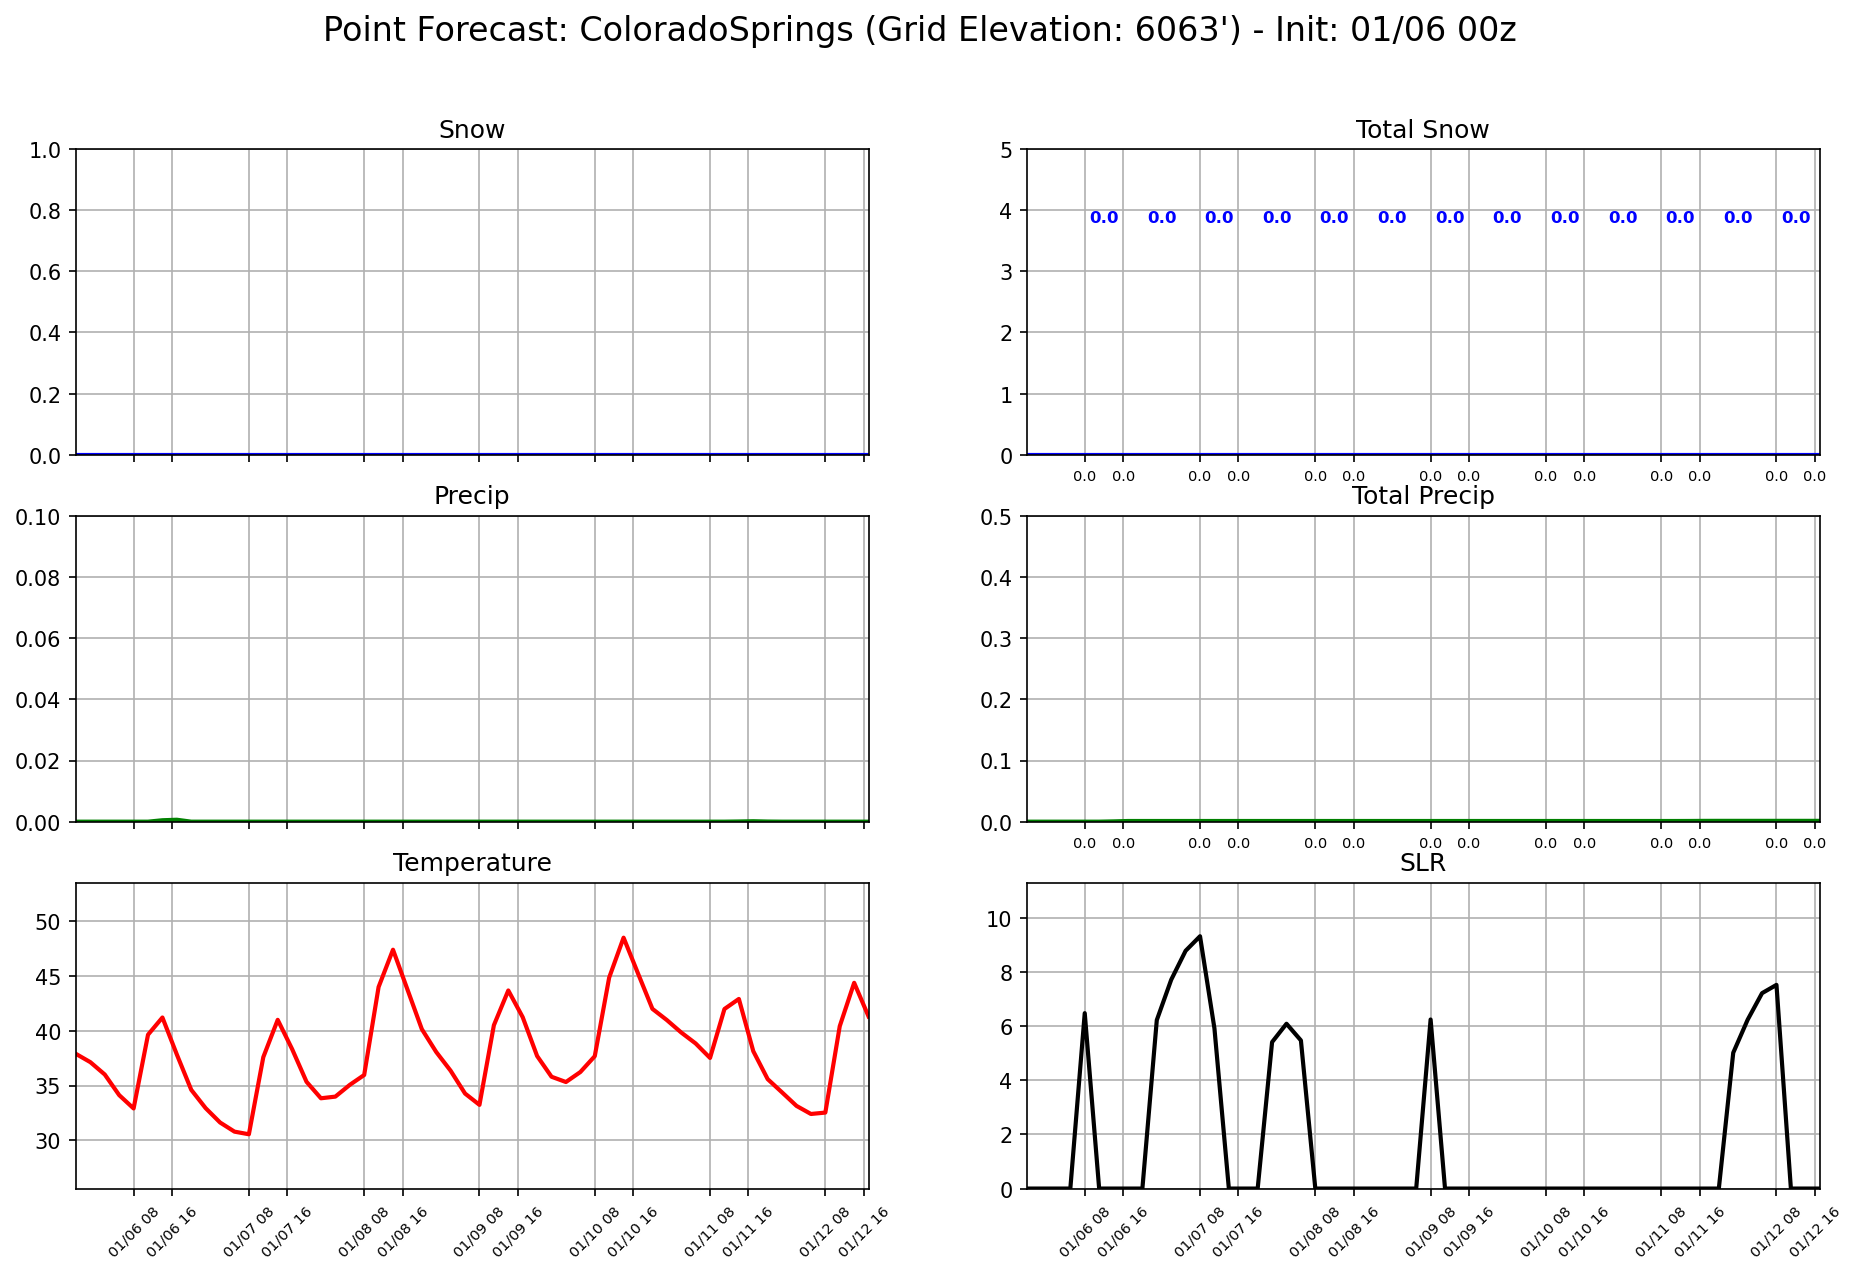 Point Forecast: ColoradoSprings (Grid Elevation: 6063') - Init: 01/06 00z
Snow
1.0
0.8
0.6
0.4
0.2
0.0
Total Snow
5
4
3
2
1
0
0.0 0.0 0.0 0.0 0.0 0.0 0.0 0.0 0.0 0.0 0.0 0.0 0.0
0.0 0.0 0.0 0.0 0.0 0.0 0.0 0.0 0.0 0.0 0.0 0.0 0.0 0.0
Precip
0.10
0.08
0.06
0.04
0.02
0.00
Total Precip
0.5
0.4
0.3
0.2
0.1
0.0
0.0 0.0 0.0 0.0 0.0 0.0 0.0 0.0 0.0 0.0 0.0 0.0 0.0 0.0
Temperature
50
45
40
35
30
01/06 08 01/06 16 01/07 08 01/07 16 01/08 08 01/08 16 01/09 08 01/09 16 01/10 08 01/10 16 01/11 08 01/11 16 01/12 08 01/12 16
SLR
10
8
6
4
2
0
01/06 08 01/06 16 01/07 08 01/07 16 01/08 08 01/08 16 01/09 08 01/09 16 01/10 08 01/10 16 01/11 08 01/11 16 01/12 08 01/12 16